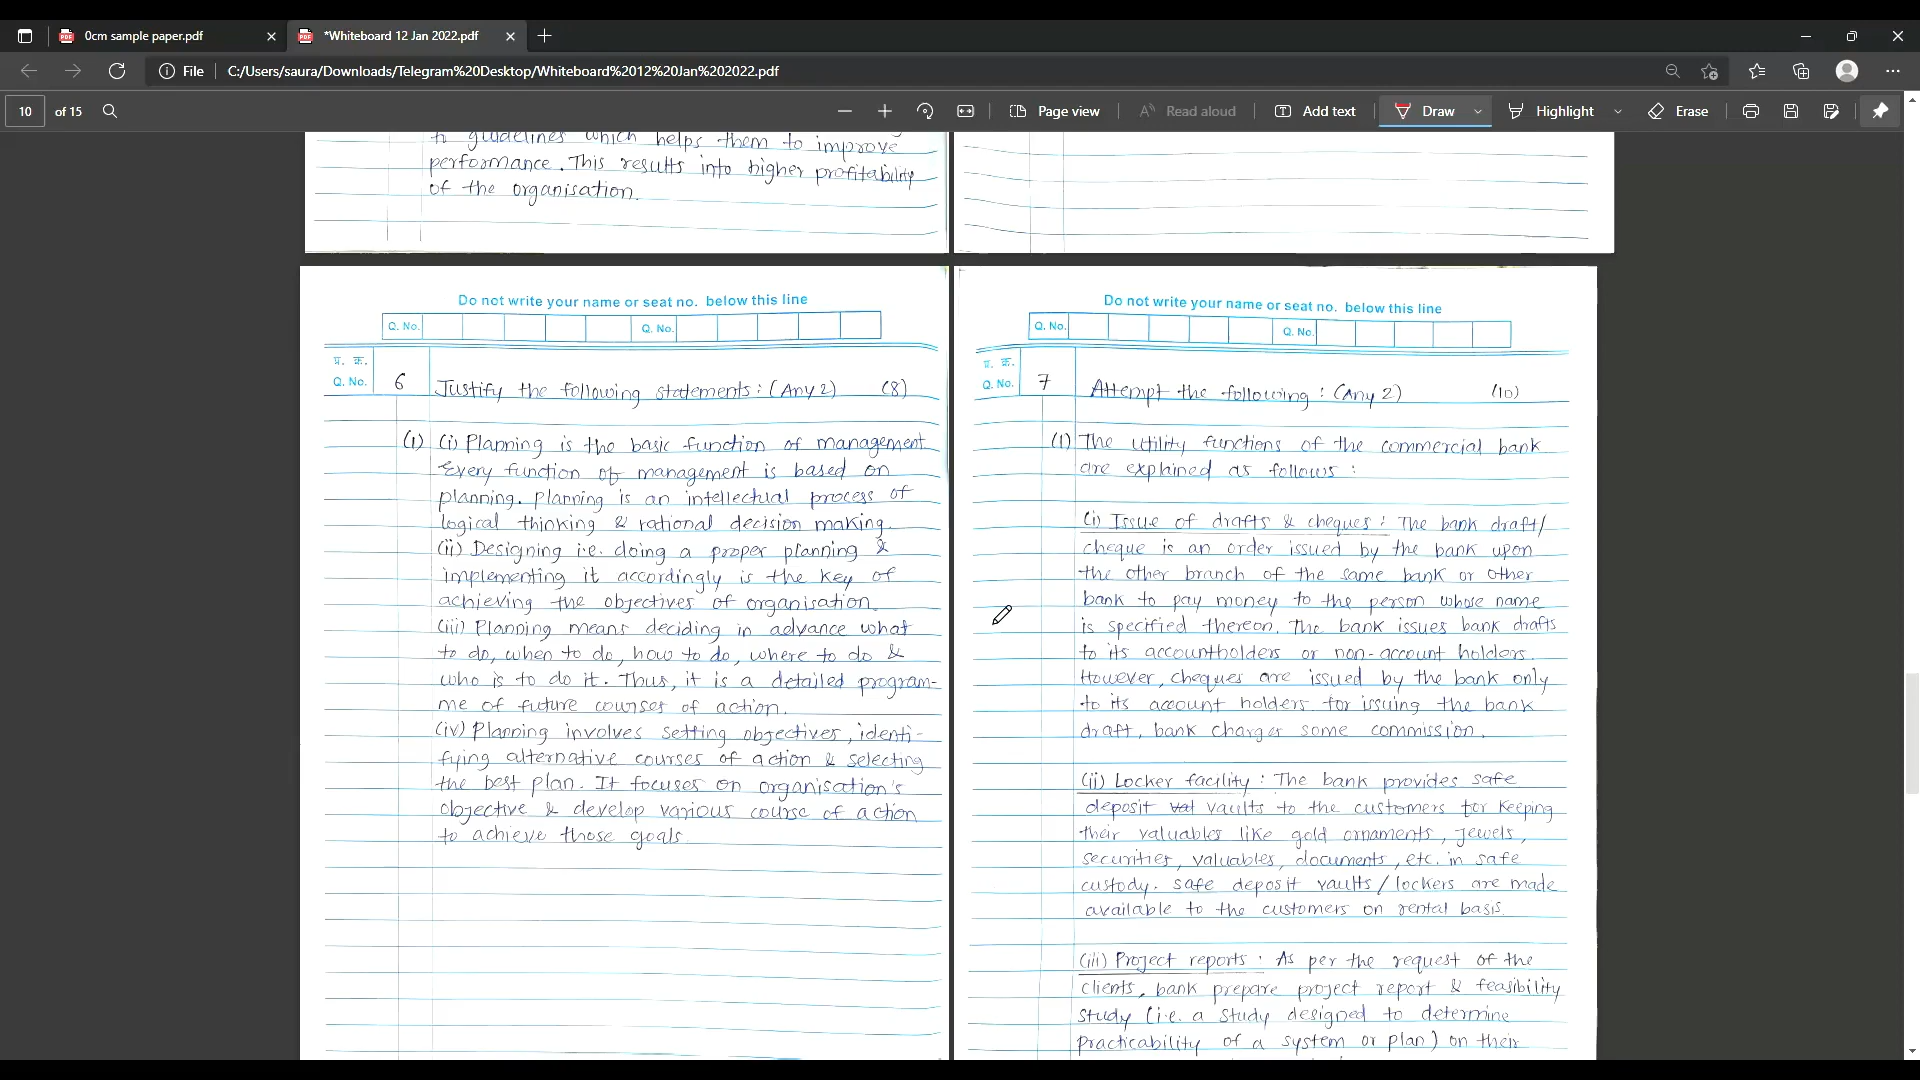 0cm sample paper.pdf
*Whiteboard 12 Jan 2022.pdf
File
C:/Users/saura/Downloads/Telegram%20Desktop/Whiteboard%2012%20Jan%202022.pdf
10 of 15
Page view
Read aloud
Add text
Draw
Highlight
Erase
to guidelines which helps them to improve
performance. This results into higher profitability
of the organisation.
Do not write your name or seat no. below this line
Q. No.
Q. No.
प्र. क्र.
Q. No.
6
Justify the following statements : (Any 2) (8)
(1) (i) Planning is the basic function of management
Every function of management is based on
planning. Planning is an intellectual process of
logical thinking & rational decision making.
(ii) Designing i.e. doing a proper planning &
implementing it accordingly is the key of
achieving the objectives of organisation.
(iii) Planning means deciding in advance what
to do, when to do, how to do, where to do &
who is to do it. Thus, it is a detailed program-
me of future courses of action.
(iv) Planning involves setting objectives, identi-
fying alternative courses of action & selecting
the best plan. It focuses on organisation's
objective & develop various course of action
to achieve those goals.
Do not write your name or seat no. below this line
Q. No.
Q. No.
प्र. क्र.
Q. No.
7
Attempt the following : (Any 2) (10)
(1) The utility functions of the commercial bank
are explained as follows :
(i) Issue of drafts & cheques : The bank draft/
cheque is an order issued by the bank upon
the other branch of the same bank or other
bank to pay money to the person whose name
is specified thereon. The bank issues bank drafts
to its accountholders or non-account holders.
However, cheques are issued by the bank only
to its account holders. for issuing the bank
draft, bank charges some commission.
(ii) Locker facility : The bank provides safe
deposit vaults to the customers for keeping
their valuables like gold ornaments, jewels,
securities, valuables, documents, etc. in safe
custody. safe deposit vaults / lockers are made
available to the customers on rental basis.
(iii) Project reports : As per the request of the
clients, bank prepare project report & feasibility
study (i.e. a study designed to determine
practicability of a system or plan) on their